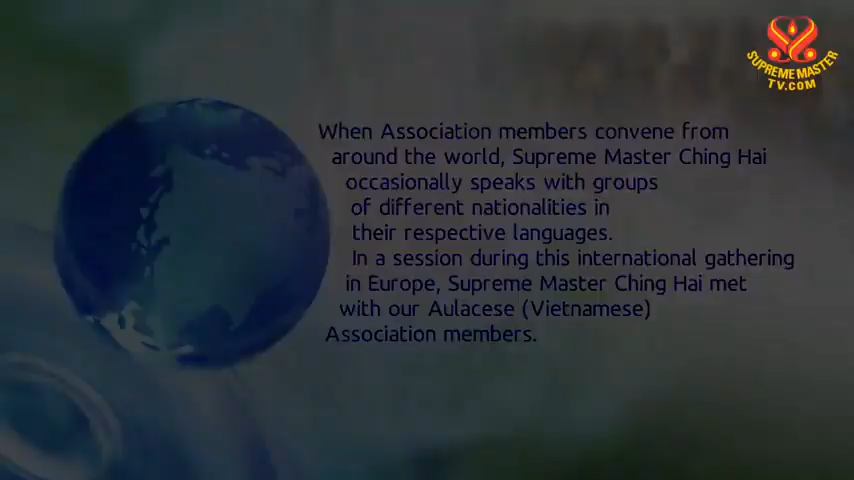 SUPREME MASTER
TV.COM
When Association members convene from
around the world, Supreme Master Ching Hai
occasionally speaks with groups
of different nationalities in
their respective languages.
In a session during this international gathering
in Europe, Supreme Master Ching Hai met
with our Aulacese (Vietnamese)
Association members.